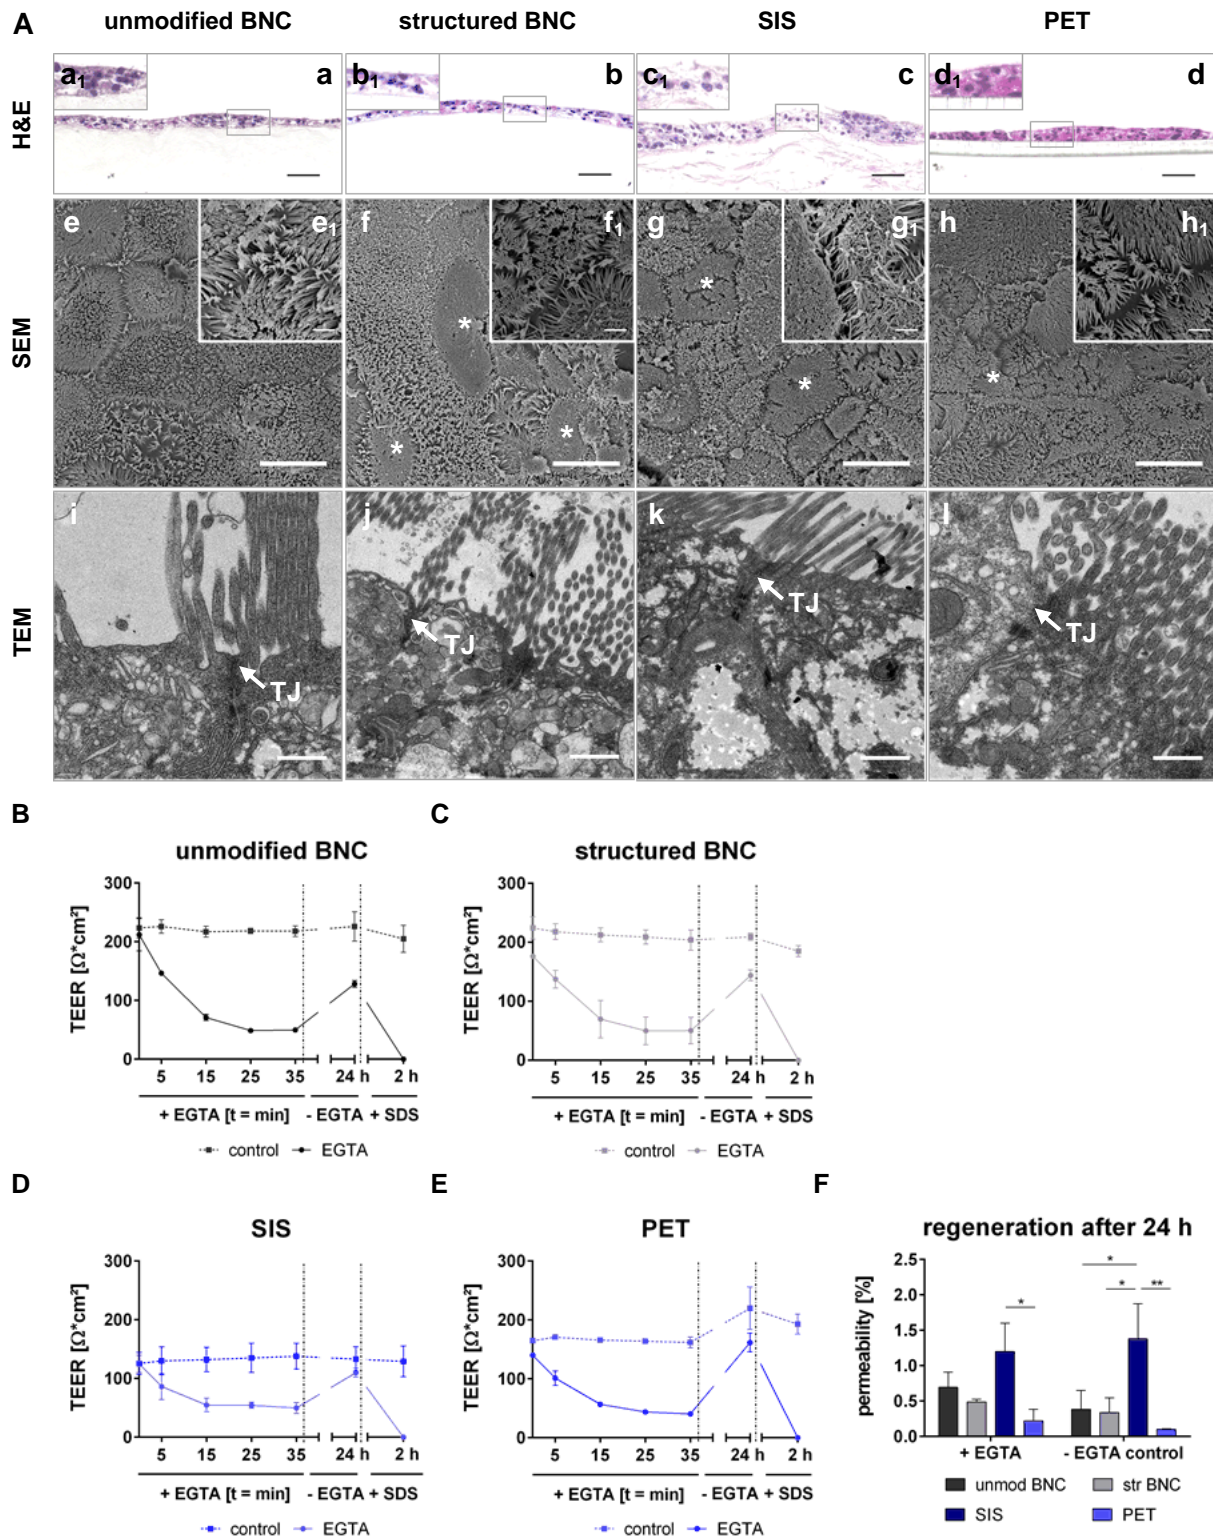 A
unmodified BNC structured BNC SIS PET
H&E
a1 a b1 b c1 c d1 d
SEM
e e1 f f1 g g1 h h1
* * * * * *
TEM
i j k l
TJ TJ TJ TJ
B C
unmodified BNC structured BNC
TEER [Ω*cm²] TEER [Ω*cm²]
300 300
200 200
100 100
0 0
5 15 25 35 24 h 2 h 5 15 25 35 24 h 2 h
+ EGTA [t = min] - EGTA + SDS + EGTA [t = min] - EGTA + SDS
control EGTA control EGTA
D E F
SIS PET regeneration after 24 h
TEER [Ω*cm²] TEER [Ω*cm²] permeability [%]
300 300 2.5
200 200 2.0
100 100 1.5
0 0 1.0
0.5
0.0
* * * **
5 15 25 35 24 h 2 h 5 15 25 35 24 h 2 h
+ EGTA [t = min] - EGTA + SDS + EGTA [t = min] - EGTA + SDS + EGTA - EGTA control
control EGTA control EGTA
unmod BNC str BNC
SIS PET